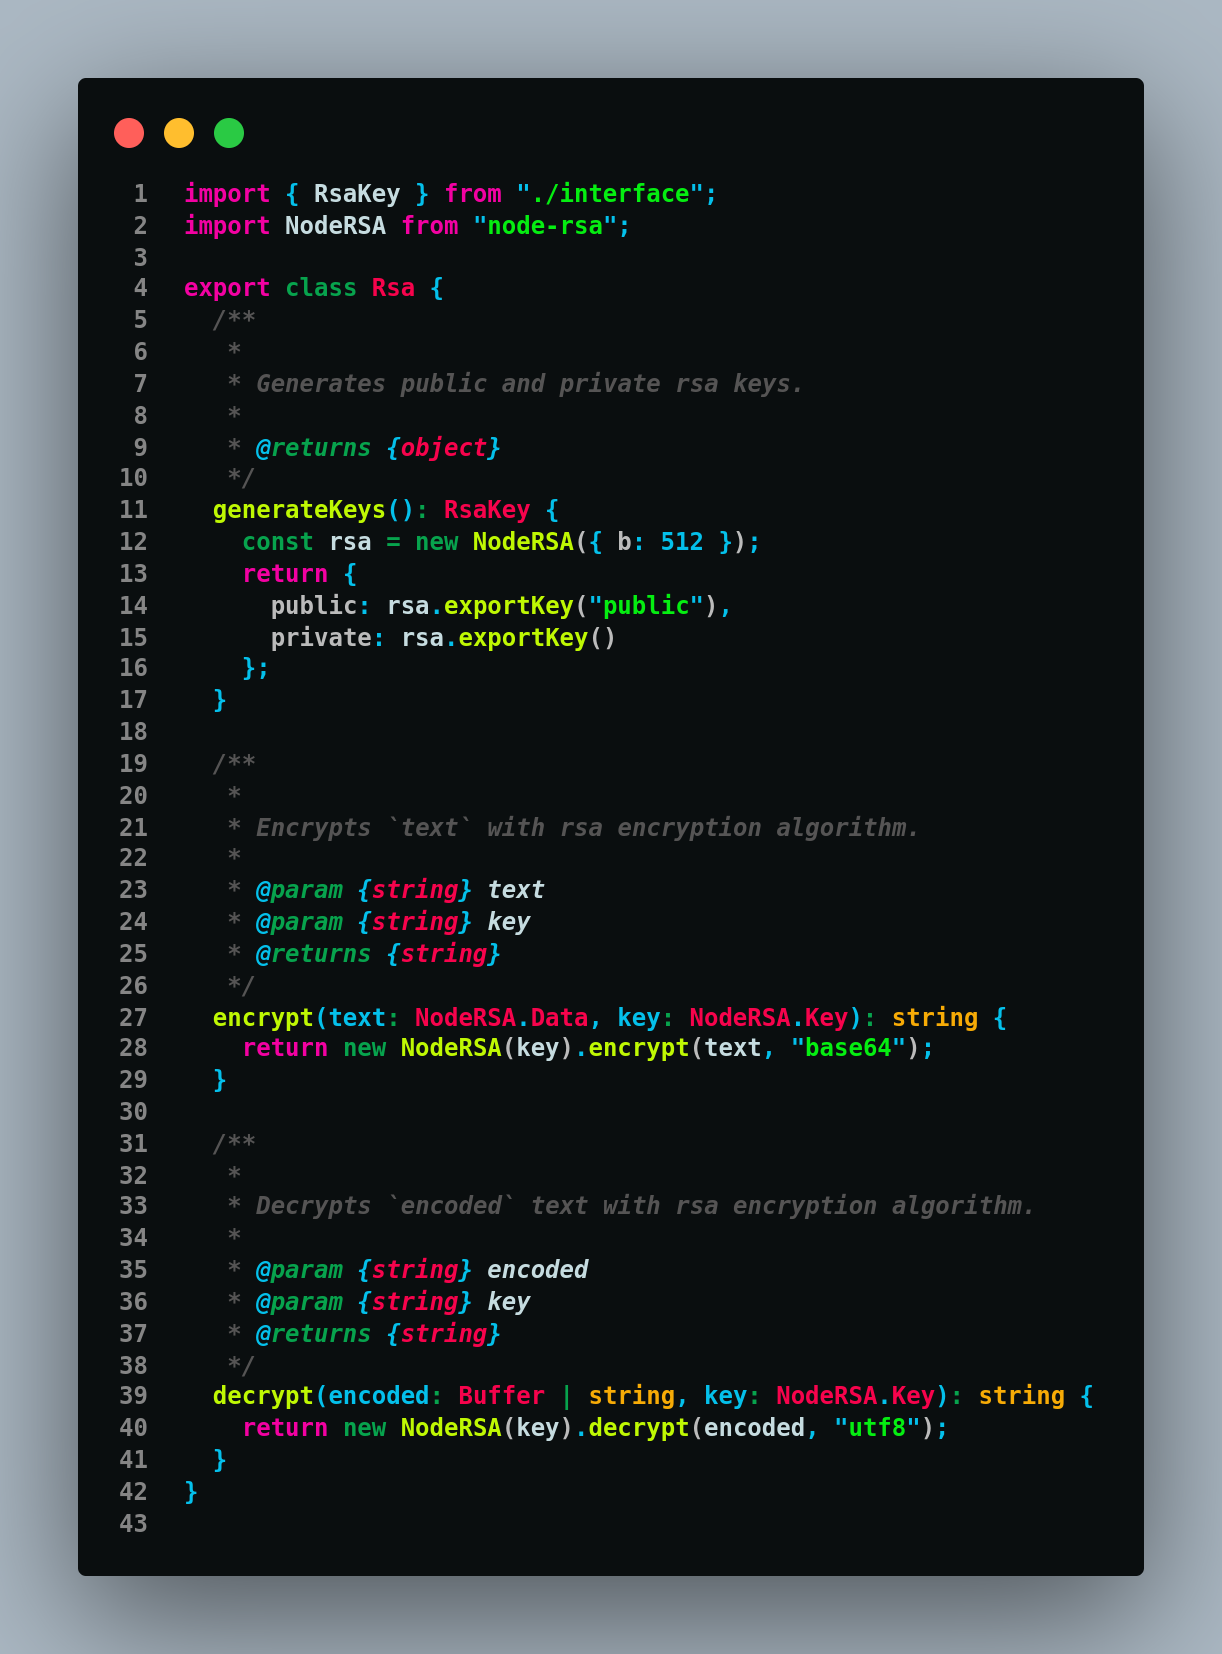 1 import { RsaKey } from "./interface";
2 import NodeRSA from "node-rsa";
3
4 export class Rsa {
5   /**
6    *
7    * Generates public and private rsa keys.
8    *
9    * @returns {object}
10    */
11   generateKeys(): RsaKey {
12     const rsa = new NodeRSA({ b: 512 });
13     return {
14       public: rsa.exportKey("public"),
15       private: rsa.exportKey()
16     };
17   }
18
19   /**
20    *
21    * Encrypts `text` with rsa encryption algorithm.
22    *
23    * @param {string} text
24    * @param {string} key
25    * @returns {string}
26    */
27   encrypt(text: NodeRSA.Data, key: NodeRSA.Key): string {
28     return new NodeRSA(key).encrypt(text, "base64");
29   }
30
31   /**
32    *
33    * Decrypts `encoded` text with rsa encryption algorithm.
34    *
35    * @param {string} encoded
36    * @param {string} key
37    * @returns {string}
38    */
39   decrypt(encoded: Buffer | string, key: NodeRSA.Key): string {
40     return new NodeRSA(key).decrypt(encoded, "utf8");
41   }
42 }
43